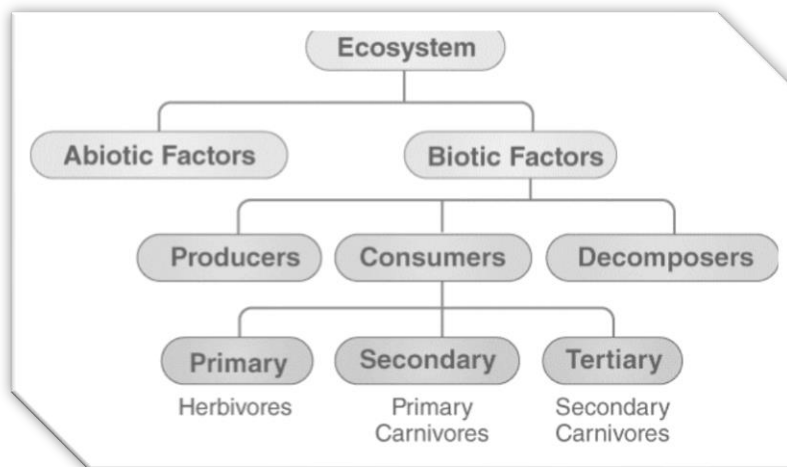 Ecosystem
Abiotic Factors
Biotic Factors
Producers
Consumers
Decomposers
Primary
Secondary
Tertiary
Herbivores
Primary
Carnivores
Secondary
Carnivores